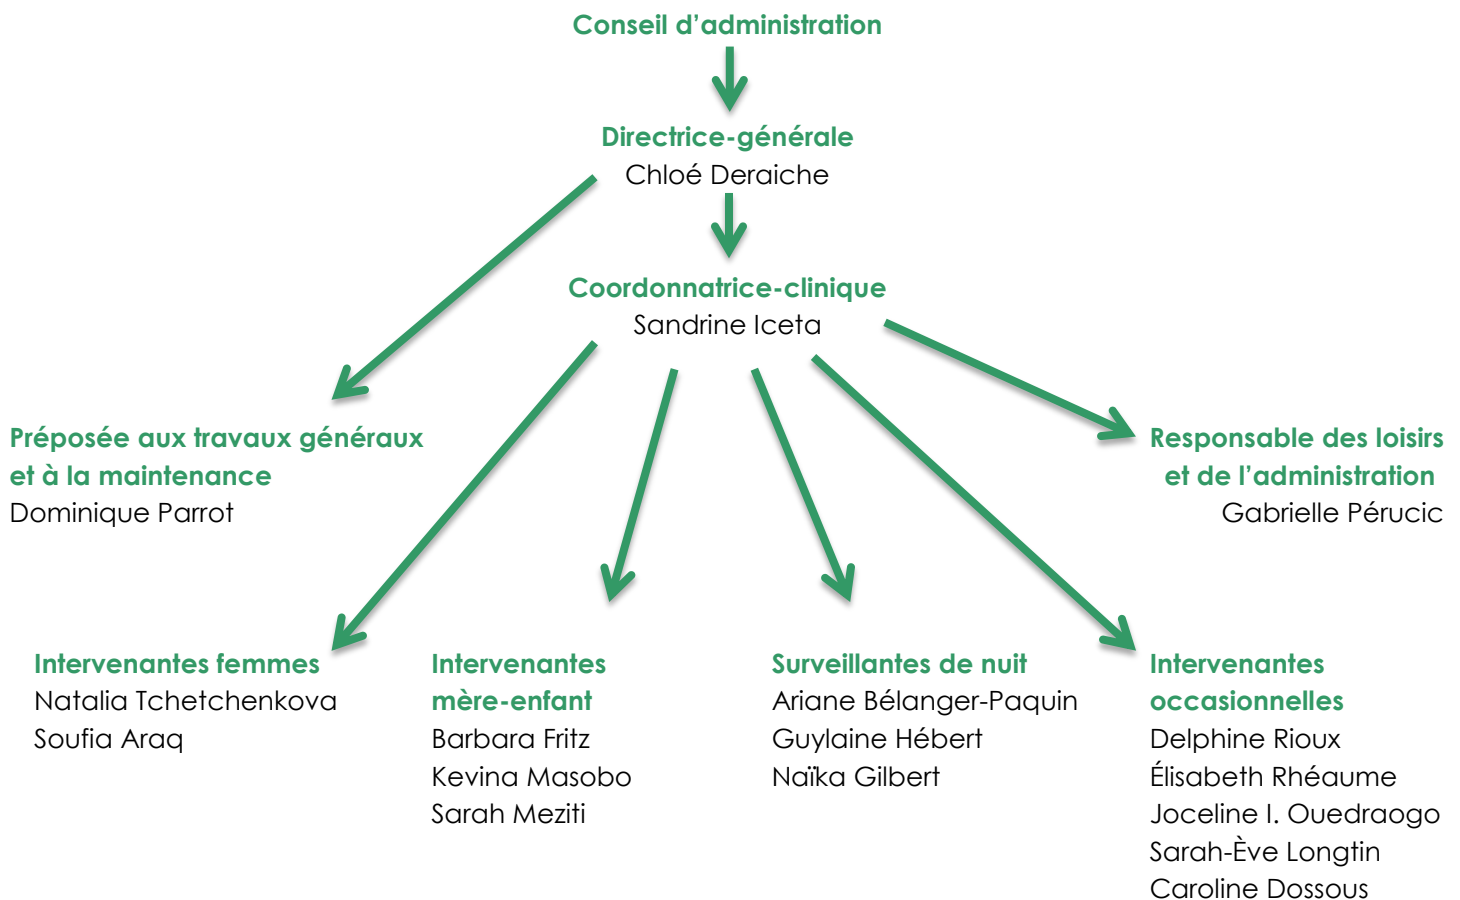 Conseil d’administration
Directrice-générale
Chloé Deraiche
Coordonnatrice-clinique
Sandrine Iceta
Préposée aux travaux généraux
et à la maintenance
Dominique Parrot
Responsable des loisirs
et de l’administration
Gabrielle Pérucic
Intervenantes femmes
Natalia Tchetchenkova
Soufia Araq
Intervenantes
mère-enfant
Barbara Fritz
Kevina Masobo
Sarah Meziti
Surveillantes de nuit
Ariane Bélanger-Paquin
Guylaine Hébert
Naïka Gilbert
Intervenantes
occasionnelles
Delphine Rioux
Élisabeth Rhéaume
Joceline I. Ouedraogo
Sarah-Ève Longtin
Caroline Dossous